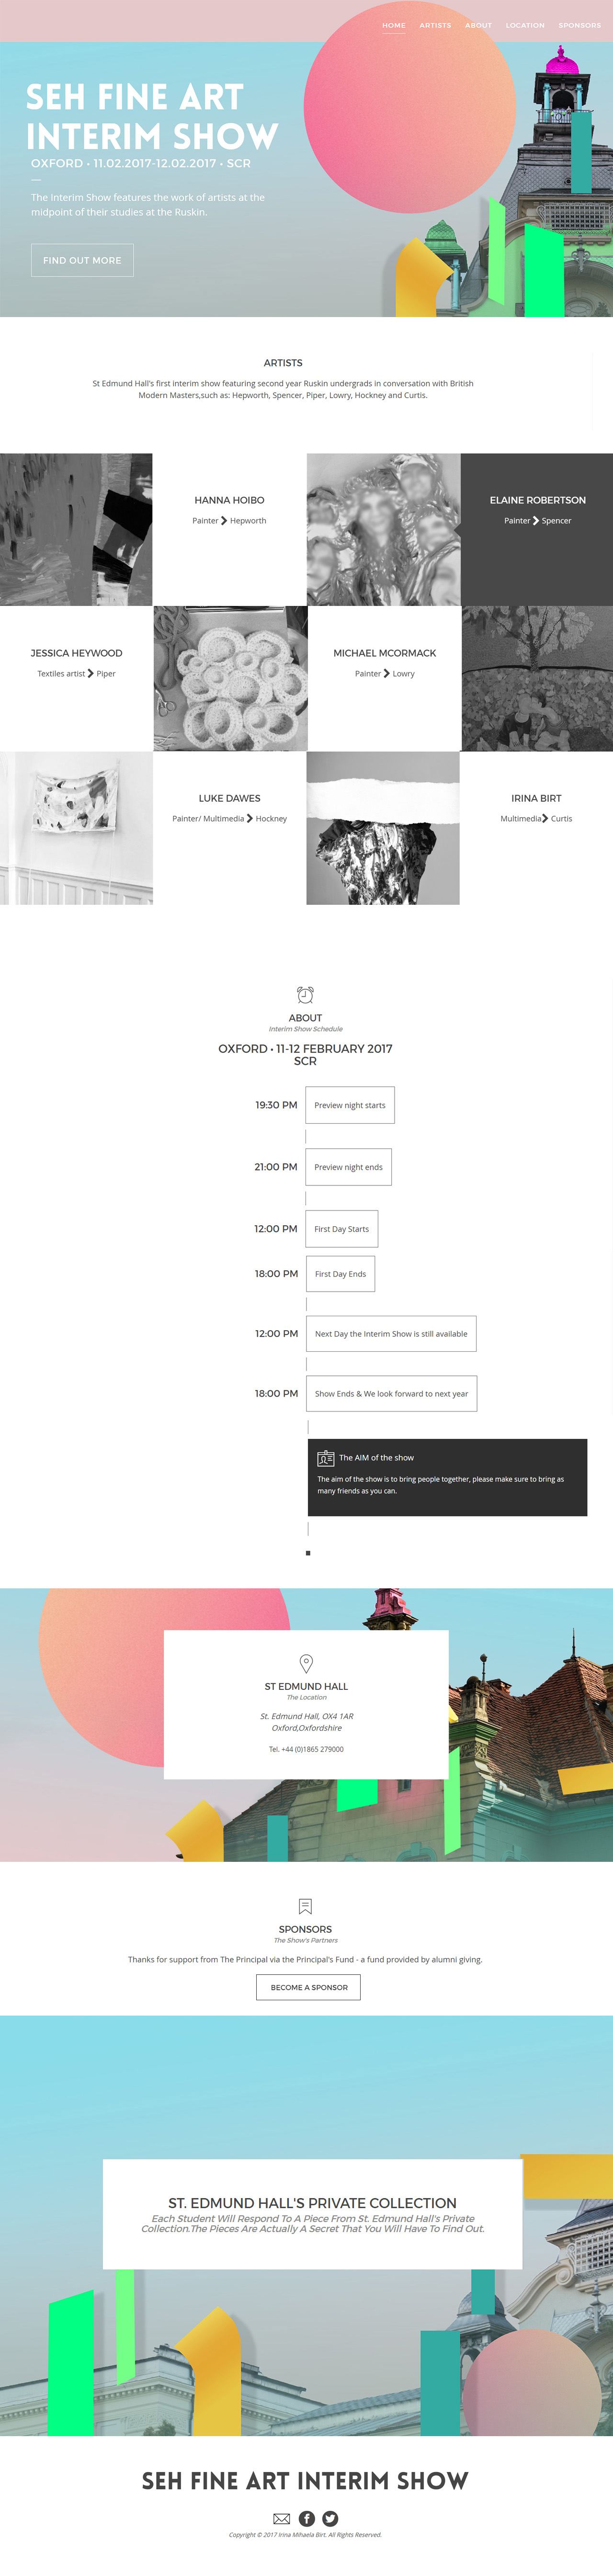 HOME ARTISTS ABOUT LOCATION SPONSORS
SEH FINE ART
INTERIM SHOW
OXFORD • 11.02.2017-12.02.2017 • SCR
The Interim Show features the work of artists at the
midpoint of their studies at the Ruskin.
FIND OUT MORE
ARTISTS
St Edmund Hall's first interim show featuring second year Ruskin undergrads in conversation with British
Modern Masters,such as: Hepworth, Spencer, Piper, Lowry, Hockney and Curtis.
HANNA HOIBO
Painter > Hepworth
ELAINE ROBERTSON
Painter > Spencer
JESSICA HEYWOOD
Textiles artist > Piper
MICHAEL MCORMACK
Painter > Lowry
LUKE DAWES
Painter/ Multimedia > Hockney
IRINA BIRT
Multimedia> Curtis
ABOUT
Interim Show Schedule
OXFORD • 11-12 FEBRUARY 2017
SCR
19:30 PM Preview night starts
21:00 PM Preview night ends
12:00 PM First Day Starts
18:00 PM First Day Ends
12:00 PM Next Day the Interim Show is still available
18:00 PM Show Ends & We look forward to next year
The AIM of the show
The aim of the show is to bring people together, please make sure to bring as
many friends as you can.
ST EDMUND HALL
The Location
St. Edmund Hall, OX4 1AR
Oxford,Oxfordshire
Tel. +44 (0)1865 279000
SPONSORS
The Show's Partners
Thanks for support from The Principal via the Principal's Fund - a fund provided by alumni giving.
BECOME A SPONSOR
ST. EDMUND HALL'S PRIVATE COLLECTION
Each Student Will Respond To A Piece From St. Edmund Hall's Private
Collection.The Pieces Are Actually A Secret That You Will Have To Find Out.
SEH FINE ART INTERIM SHOW
Copyright © 2017 Irina Mihaela Birt. All Rights Reserved.